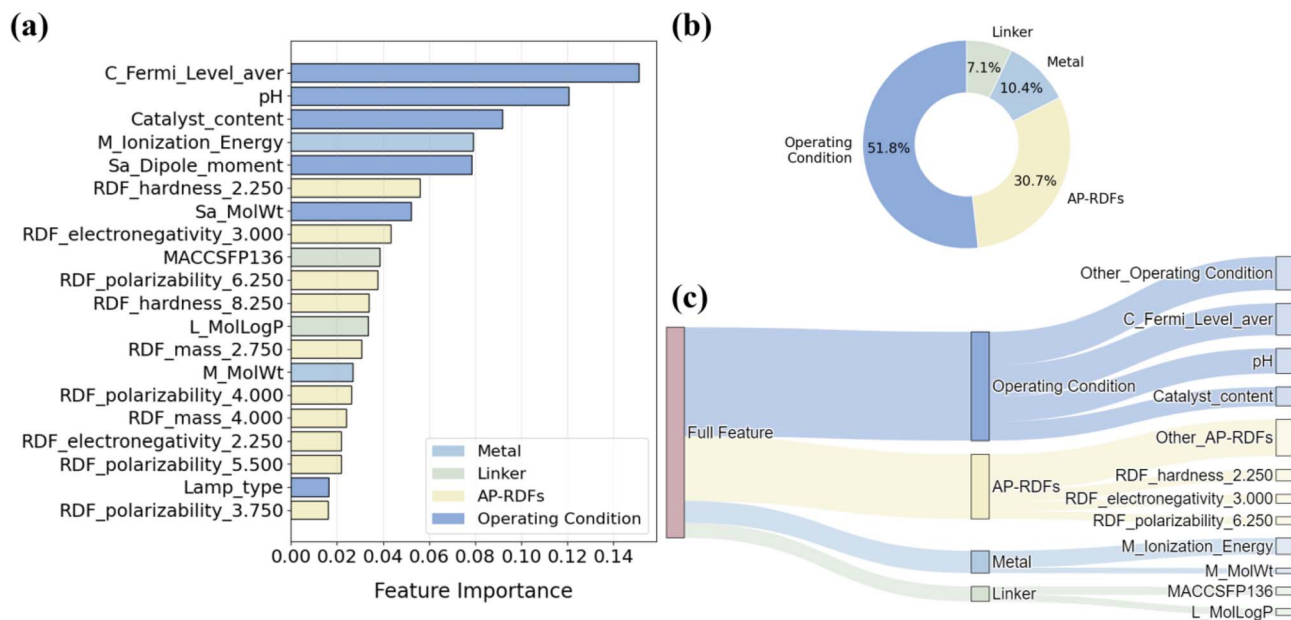 (a)
C_Fermi_Level_aver
pH
Catalyst_content
M_Ionization_Energy
Sa_Dipole_moment
RDF_hardness_2.250
Sa_MolWt
RDF_electronegativity_3.000
MACCSFP136
RDF_polarizability_6.250
RDF_hardness_8.250
L_MolLogP
RDF_mass_2.750
M_MolWt
RDF_polarizability_4.000
RDF_mass_4.000
RDF_electronegativity_2.250
RDF_polarizability_5.500
Lamp_type
RDF_polarizability_3.750
Metal
Linker
AP-RDFs
Operating Condition
0.00 0.02 0.04 0.06 0.08 0.10 0.12 0.14
Feature Importance
(b)
Linker
7.1%
Metal
10.4%
Operating
Condition
51.8%
30.7%
AP-RDFs
(c)
Full Feature
Operating Condition
AP-RDFs
Metal
Linker
Other_Operating Condition
C_Fermi_Level_aver
pH
Catalyst_content
Other_AP-RDFs
RDF_hardness_2.250
RDF_electronegativity_3.000
RDF_polarizability_6.250
M_Ionization_Energy
M_MolWt
MACCSFP136
L_MolLogP